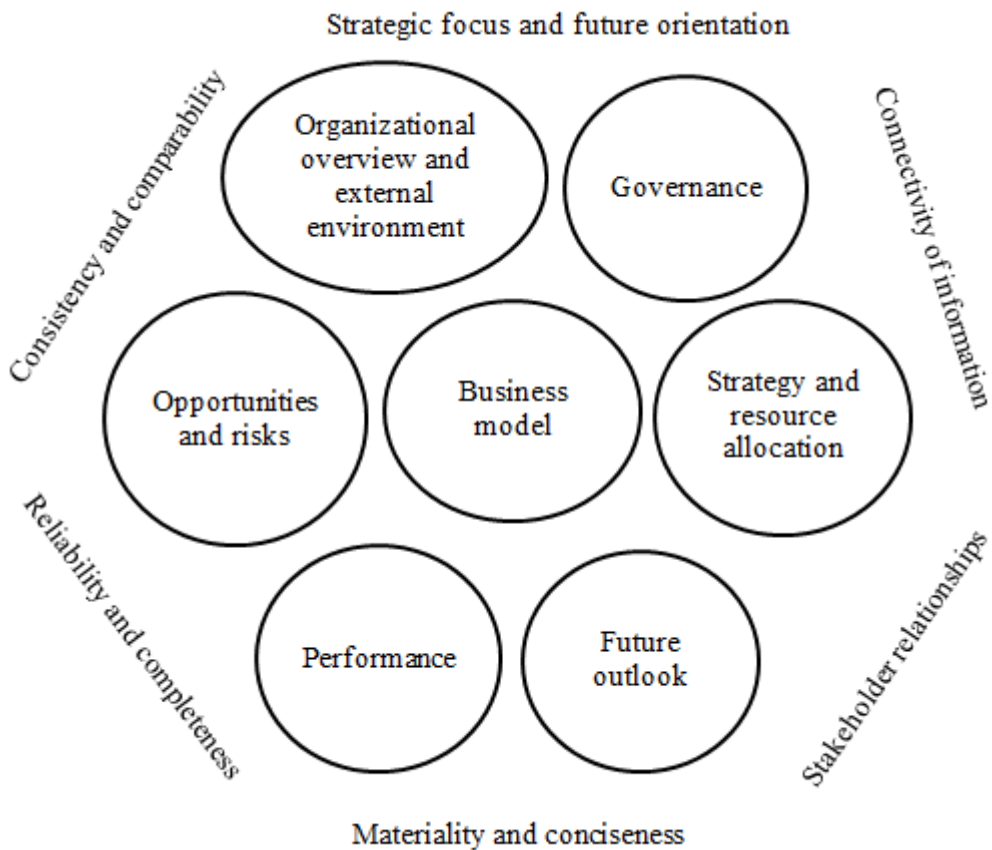 Strategic focus and future orientation
Consistency and comparability
Organizational
overview and
external
environment
Governance
Connectivity of information
Opportunities
and risks
Business
model
Strategy and
resource
allocation
Reliability and completeness
Performance
Future
outlook
Stakeholder relationships
Materiality and conciseness